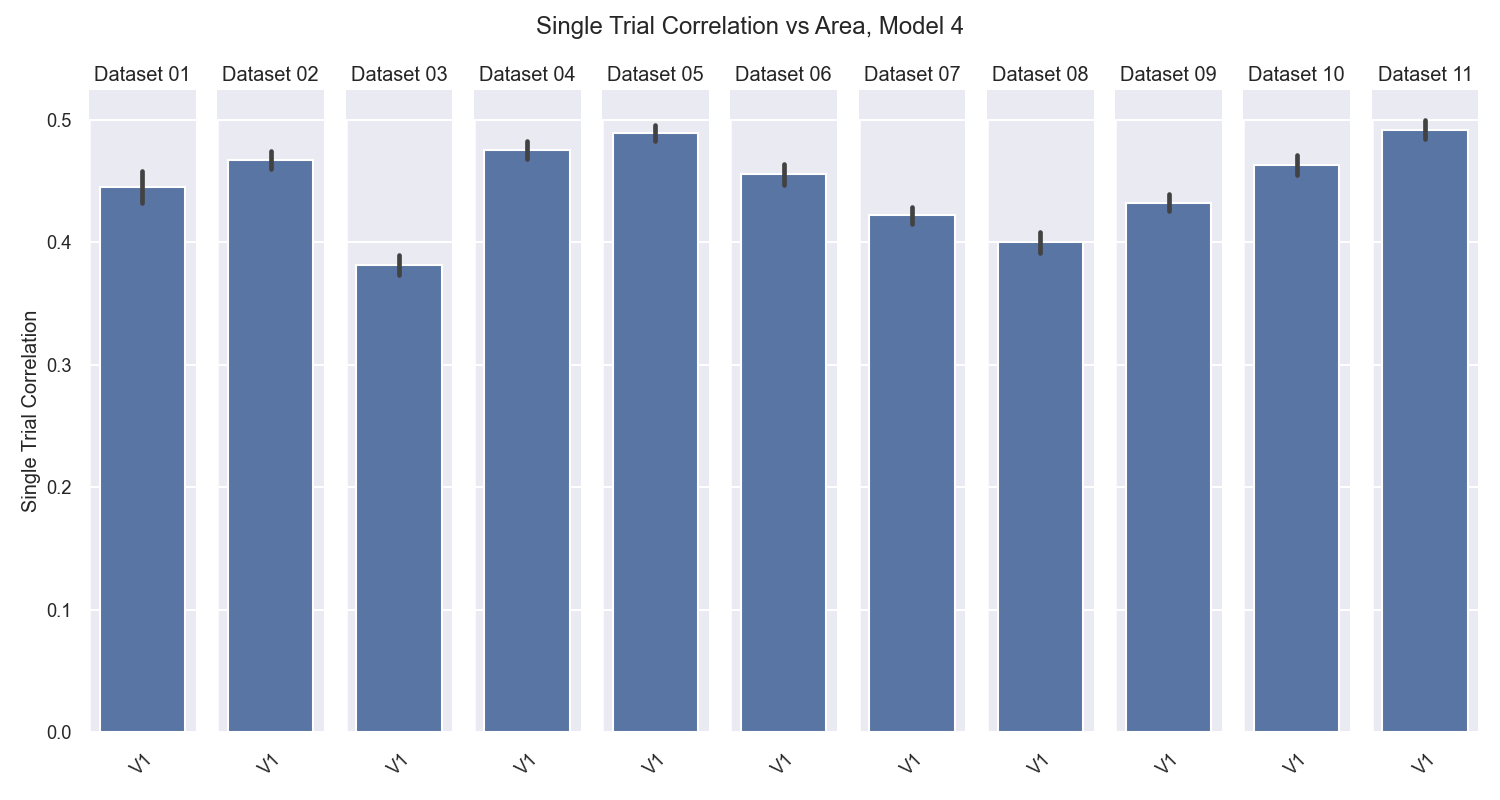 Single Trial Correlation vs Area, Model 4
Dataset 01 Dataset 02 Dataset 03 Dataset 04 Dataset 05 Dataset 06 Dataset 07 Dataset 08 Dataset 09 Dataset 10 Dataset 11
0.5
0.4
0.3
0.2
0.1
0.0
Single Trial Correlation
V1 V1 V1 V1 V1 V1 V1 V1 V1 V1 V1